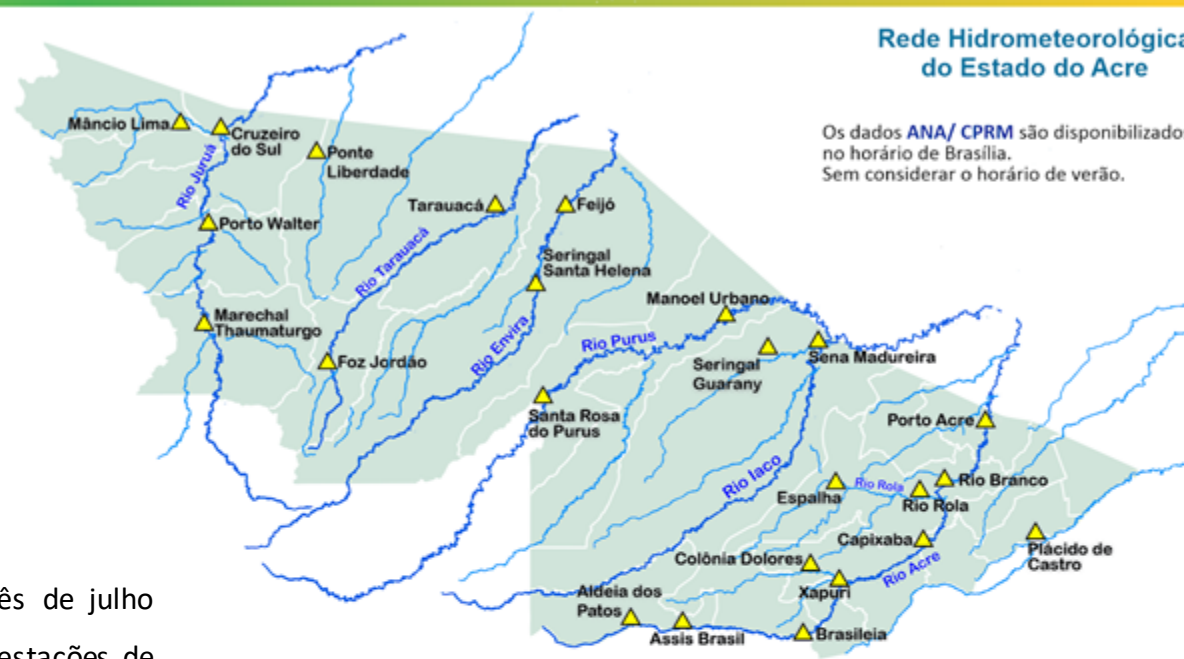 Rede Hidrometeorológica
do Estado do Acre
Os dados ANA/ CPRM são disponibilizados
no horário de Brasília.
Sem considerar o horário de verão.
Mâncio Lima
Cruzeiro
do Sul
Ponte
Liberdade
Rio Juruá
Porto Walter
Tarauacá
Feijó
Rio Tarauacá
Seringal
Santa Helena
Marechal
Thaumaturgo
Foz Jordão
Rio Envira
Manoel Urbano
Rio Purus
Seringal
Guarany
Sena Madureira
Santa Rosa
do Purus
Porto Acre
Rio Iaco
Espalha
Rio Rola
Rio Rola
Rio Branco
Capixaba
Plácido de
Castro
Colônia Dolores
Rio Acre
Xapuri
Aldeia dos
Patos
Assis Brasil
Brasileia
ês de julho
estações de